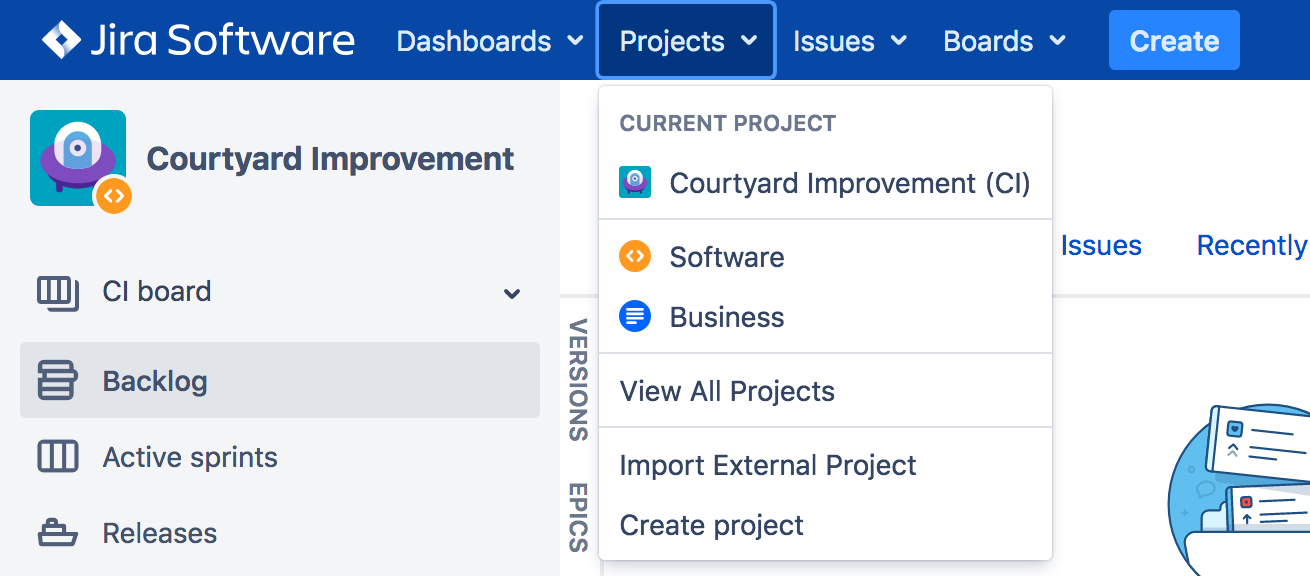 Jira Software Dashboards Projects Issues Boards Create
Courtyard Improvement
CI board
Backlog
Active sprints
Releases
CURRENT PROJECT
Courtyard Improvement (CI)
Software
Business
View All Projects
Import External Project
Create project
VERSIONS
EPICS
Issues Recently